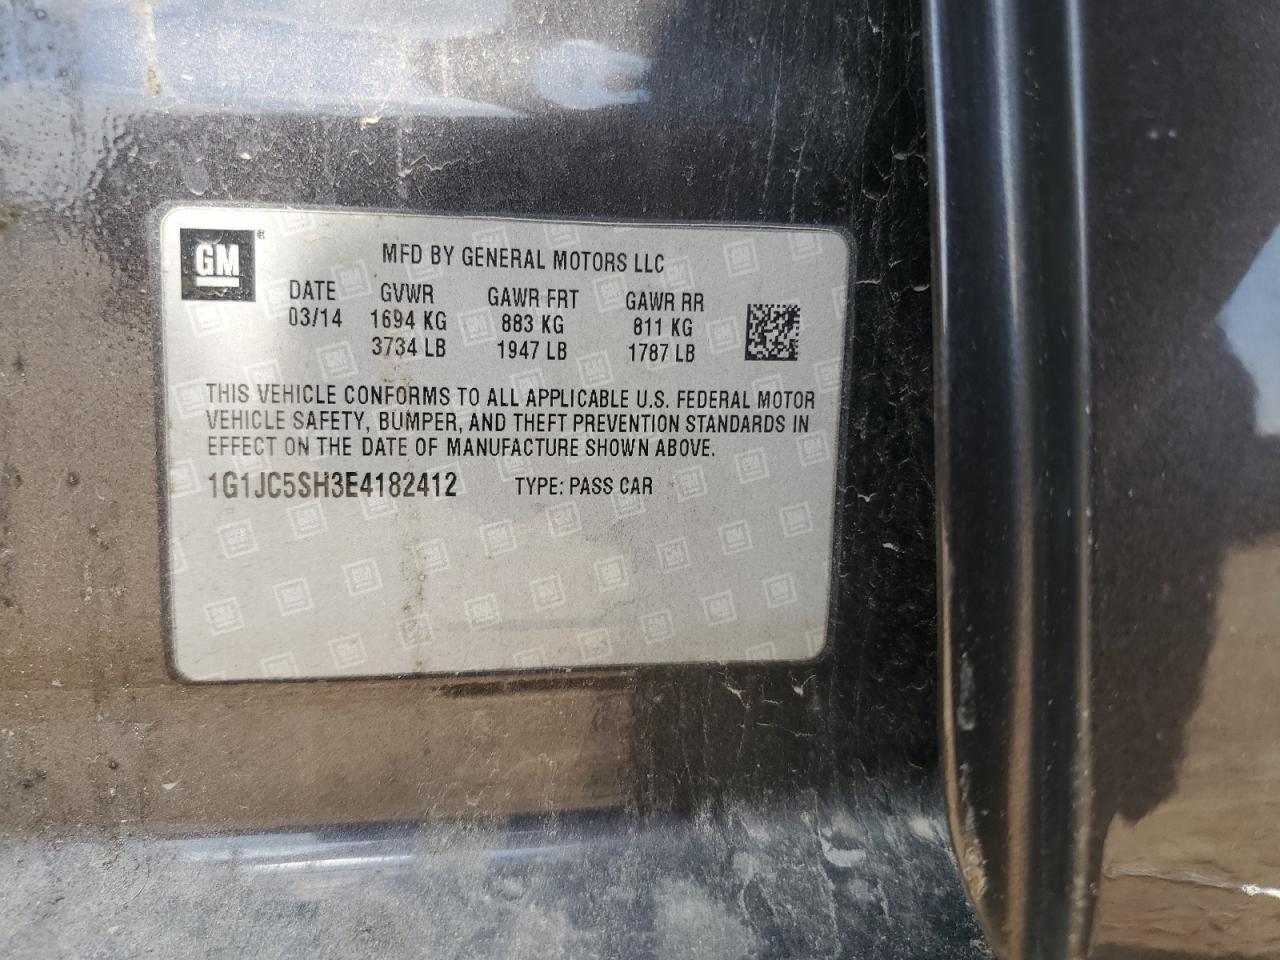 GM
MFD BY GENERAL MOTORS LLC
DATE GVWR GAWR FRT GAWR RR
03/14 1694 KG 883 KG 811 KG
3734 LB 1947 LB 1787 LB
THIS VEHICLE CONFORMS TO ALL APPLICABLE U.S. FEDERAL MOTOR
VEHICLE SAFETY, BUMPER, AND THEFT PREVENTION STANDARDS IN
EFFECT ON THE DATE OF MANUFACTURE SHOWN ABOVE.
1G1JC5SH3E4182412 TYPE: PASS CAR